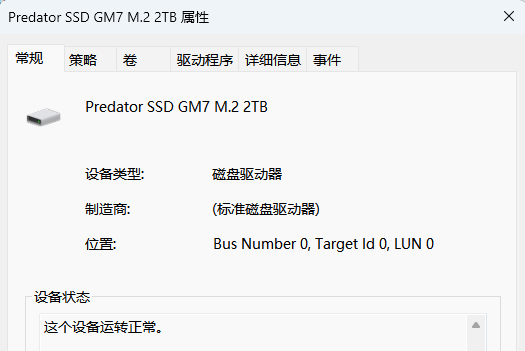 Predator SSD GM7 M.2 2TB 属性
常规 策略 卷 驱动程序 详细信息 事件
Predator SSD GM7 M.2 2TB
设备类型: 磁盘驱动器
制造商: (标准磁盘驱动器)
位置: Bus Number 0, Target Id 0, LUN 0
设备状态
这个设备运转正常。